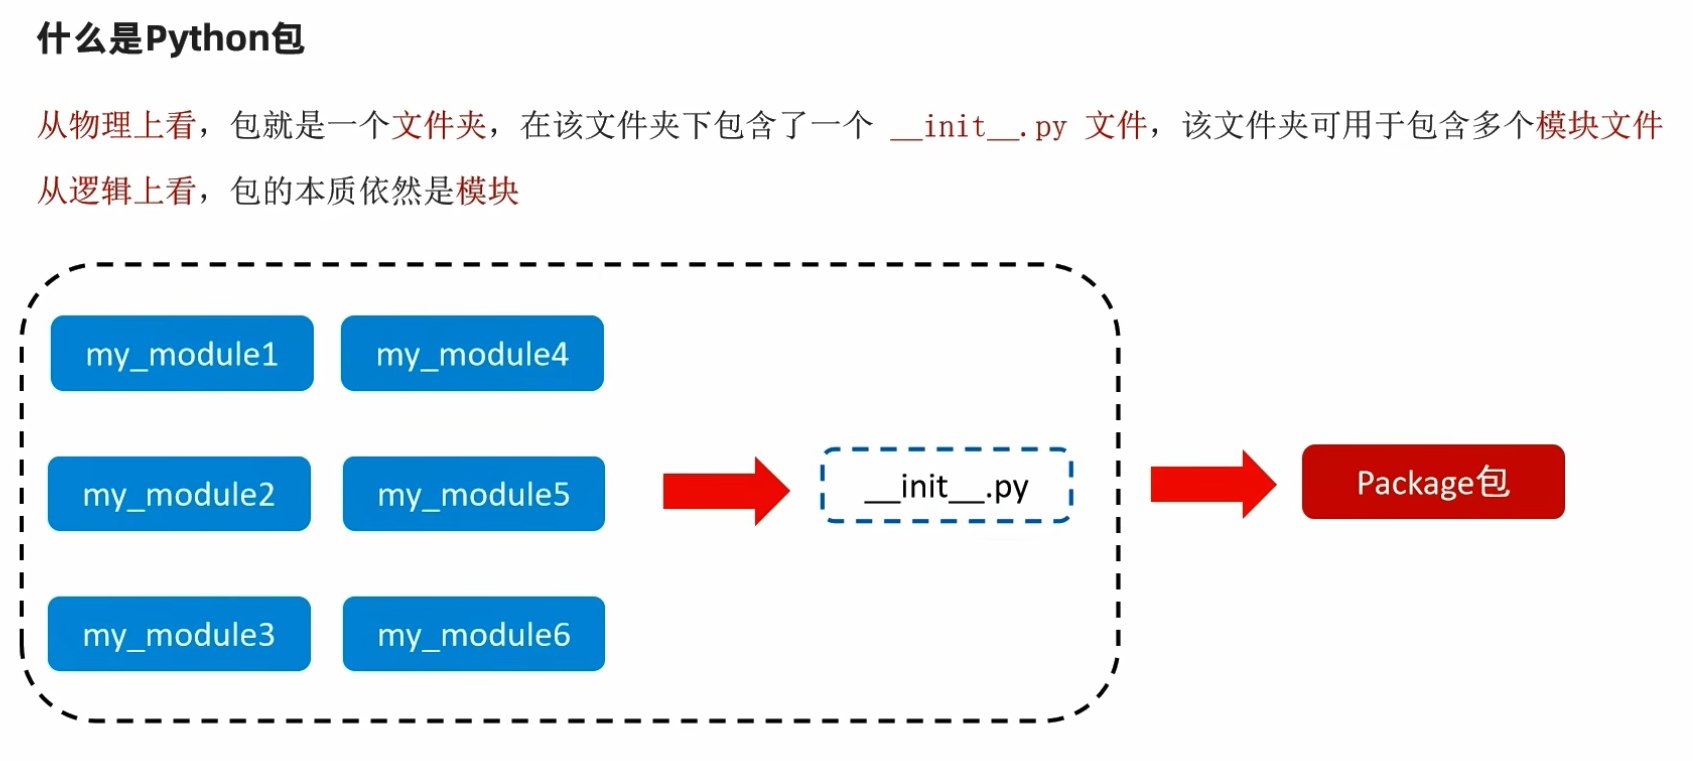 什么是Python包
从物理上看，包就是一个文件夹，在该文件夹下包含了一个 __init__.py 文件，该文件夹可用于包含多个模块文件
从逻辑上看，包的本质依然是模块
my_module1
my_module4
my_module2
my_module5
__init__.py
Package包
my_module3
my_module6